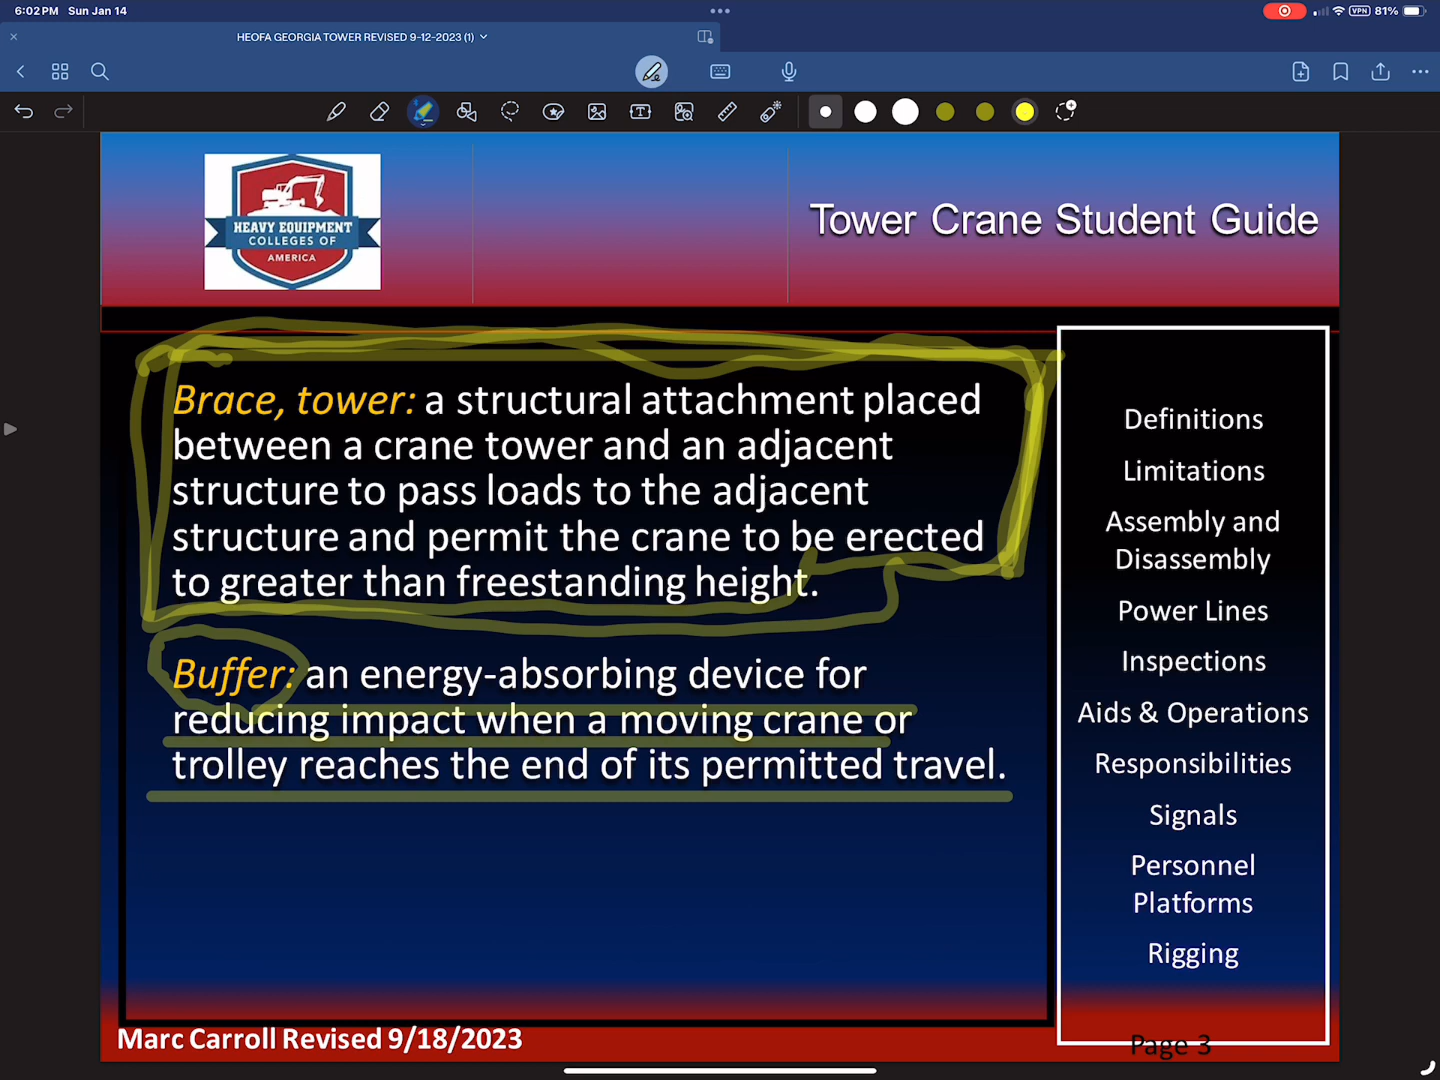 6:02 PM Sun Jan 14
VPN 81%
HEOFA GEORGIA TOWER REVISED 9-12-2023 (1)
HEAVY EQUIPMENT
COLLEGES OF
AMERICA
Tower Crane Student Guide
Brace, tower: a structural attachment placed
between a crane tower and an adjacent
structure to pass loads to the adjacent
structure and permit the crane to be erected
to greater than freestanding height.
Buffer: an energy-absorbing device for
reducing impact when a moving crane or
trolley reaches the end of its permitted travel.
Definitions
Limitations
Assembly and
Disassembly
Power Lines
Inspections
Aids & Operations
Responsibilities
Signals
Personnel
Platforms
Rigging
Marc Carroll Revised 9/18/2023
Page 3